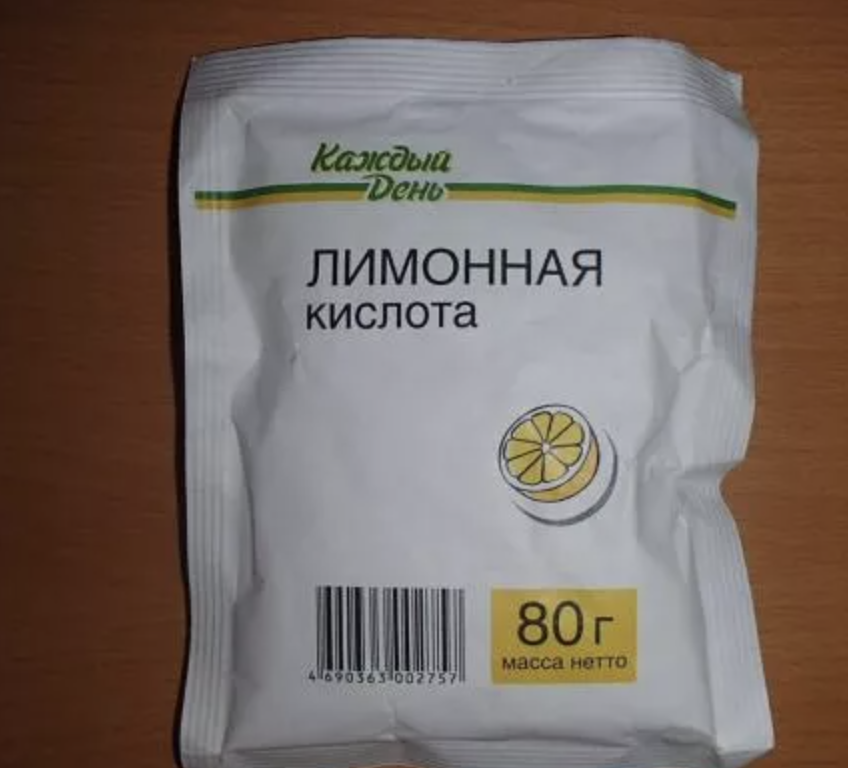 Каждый
День
ЛИМОННАЯ
кислота
80 г
масса нетто
4 690363 002757